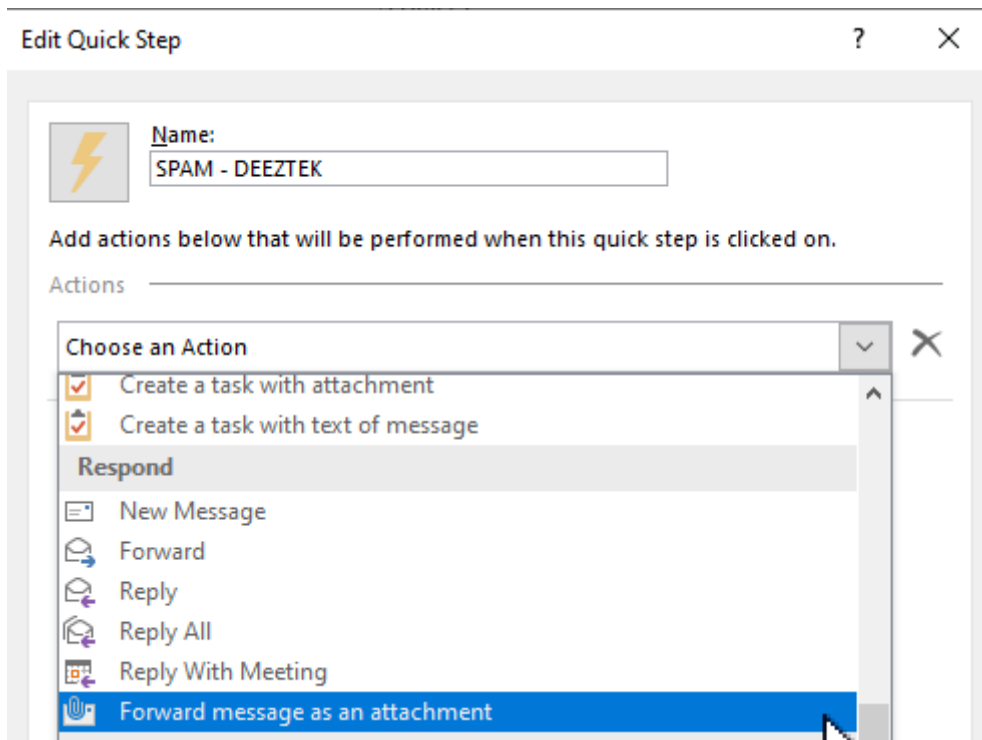 Edit Quick Step
?
Name:
SPAM - DEEZTEK
Add actions below that will be performed when this quick step is clicked on.
Actions
Choose an Action
Create a task with attachment
Create a task with text of message
Respond
New Message
Forward
Reply
Reply All
Reply With Meeting
Forward message as an attachment